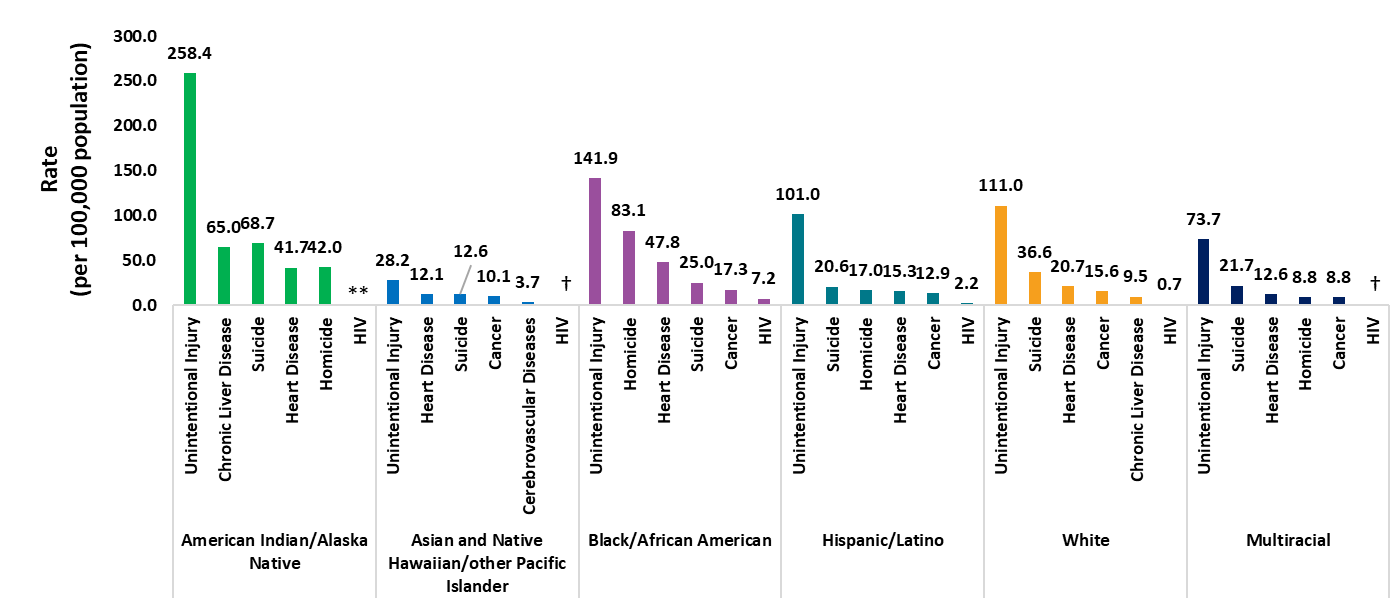 Rate
(per 100,000 population)
300.0
250.0
200.0
150.0
100.0
50.0
0.0
258.4
65.0
68.7
41.7
42.0
**
28.2
12.1
12.6
10.1
3.7
†
141.9
83.1
47.8
25.0
17.3
7.2
101.0
20.6
17.0
15.3
12.9
2.2
111.0
36.6
20.7
15.6
9.5
0.7
73.7
21.7
12.6
8.8
8.8
†
Unintentional Injury
Chronic Liver Disease
Suicide
Heart Disease
Homicide
HIV
Unintentional Injury
Heart Disease
Suicide
Cancer
Cerebrovascular Diseases
HIV
Unintentional Injury
Homicide
Heart Disease
Suicide
Cancer
HIV
Unintentional Injury
Suicide
Homicide
Heart Disease
Cancer
HIV
Unintentional Injury
Suicide
Heart Disease
Cancer
Chronic Liver Disease
HIV
Unintentional Injury
Suicide
Heart Disease
Homicide
Cancer
HIV
American Indian/Alaska
Native
Asian and Native
Hawaiian/other Pacific
Islander
Black/African American
Hispanic/Latino
White
Multiracial